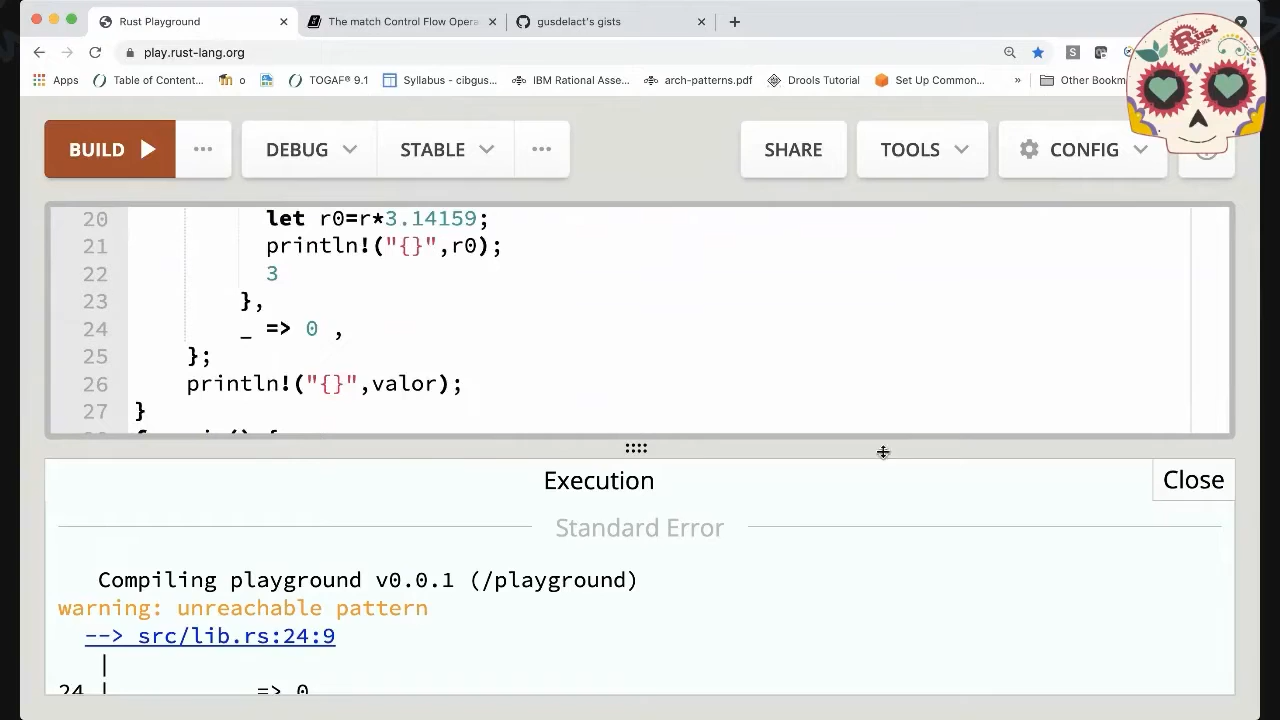 Rust Playground
The match Control Flow Opera
gusdelact's gists
play.rust-lang.org
Apps
Table of Content...
o
TOGAF® 9.1
Syllabus - cibgus...
IBM Rational Asse...
arch-patterns.pdf
Drools Tutorial
Set Up Common...
»
Other Bookm
Rust
BUILD
DEBUG
STABLE
SHARE
TOOLS
CONFIG
20 let r0=r*3.14159;
21 println!("{}",r0);
22 3
23 },
24 _ => 0 ,
25 };
26 println!("{}",valor);
27 }
Execution
Close
Standard Error
Compiling playground v0.0.1 (/playground)
warning: unreachable pattern
--> src/lib.rs:24:9
|
24 | => 0